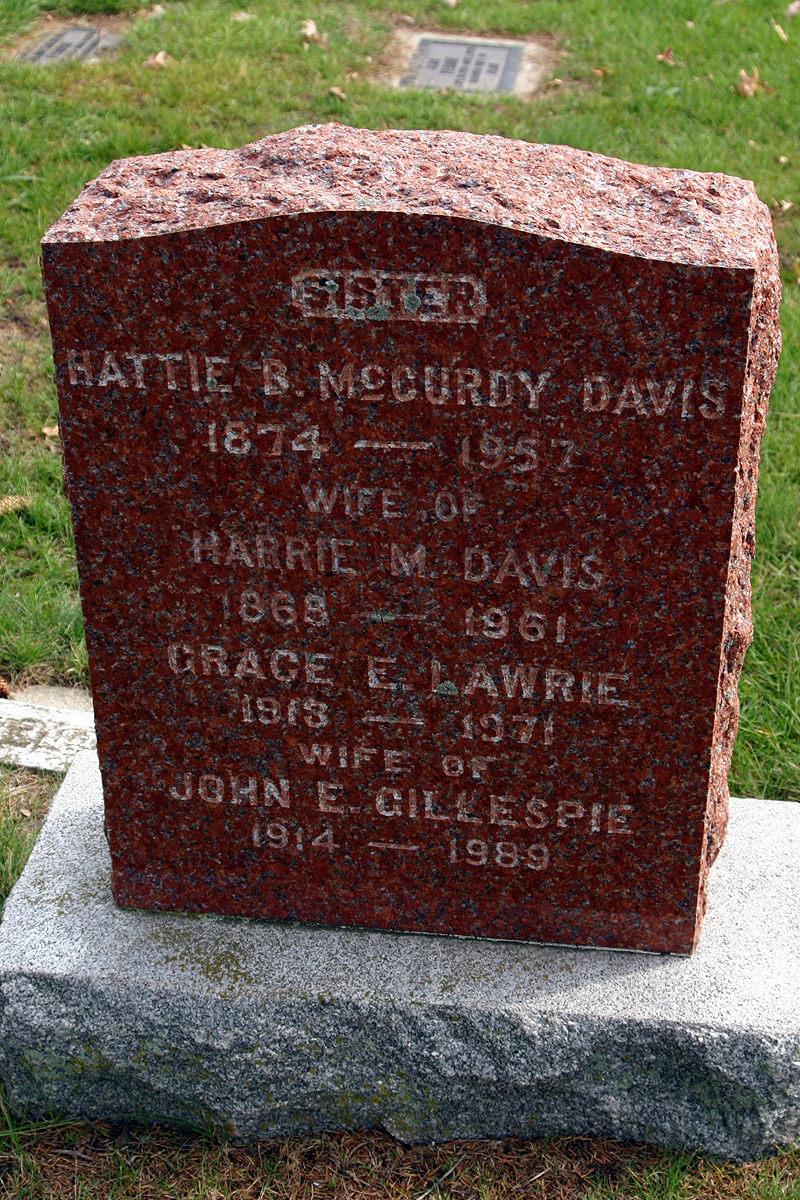 SISTER
HATTIE B. McCURDY DAVIS
1874 — 1957
WIFE OF
HARRIE M. DAVIS
1868 — 1961
GRACE E. LAWRIE
1918 — 1971
WIFE OF
JOHN E. GILLESPIE
1914 — 1989